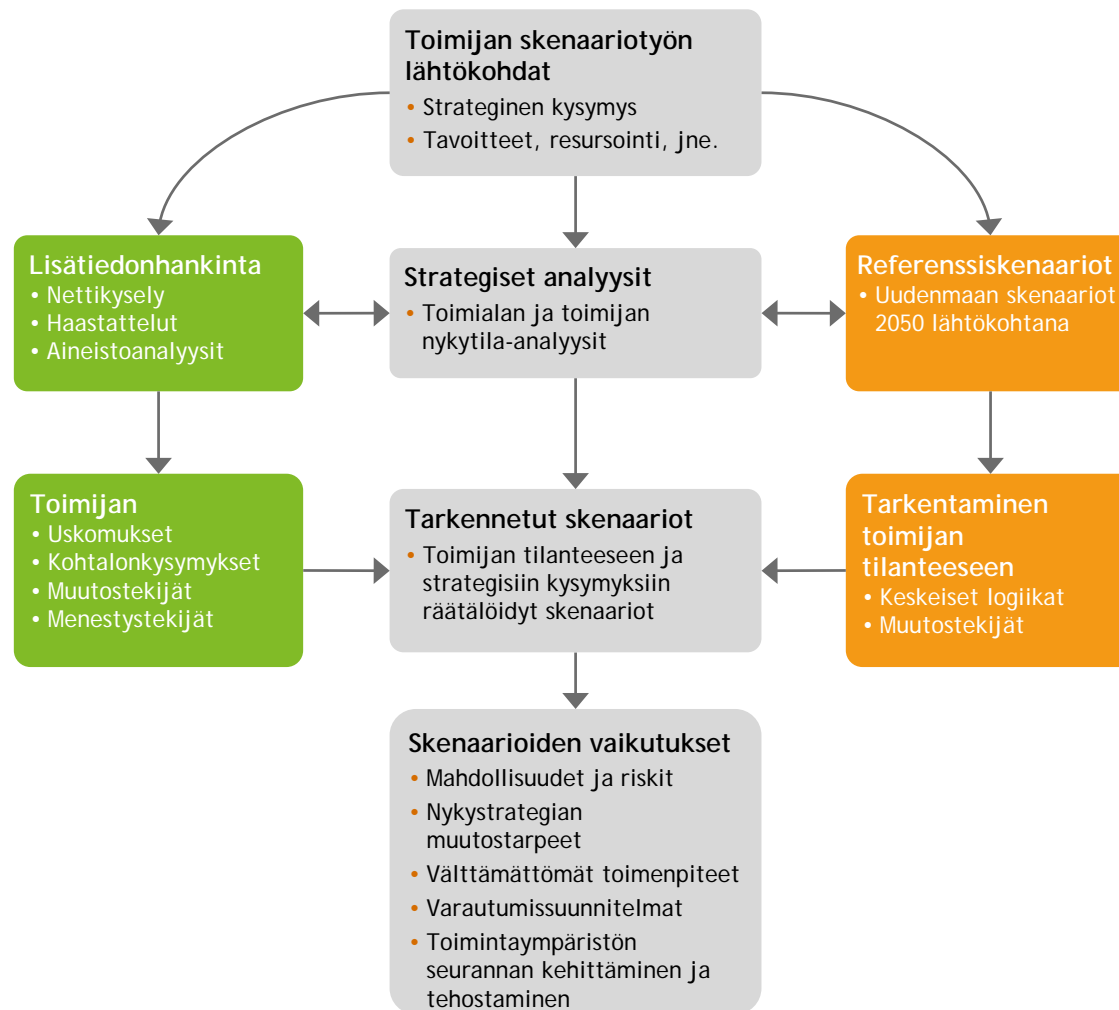 Toimijan skenaariotyön
lähtökohdat
• Strateginen kysymys
• Tavoitteet, resursointi, jne.
Lisätiedonhankinta
• Nettikysely
• Haastattelut
• Aineistoanalyysit
Strategiset analyysit
• Toimialan ja toimijan
nykytila-analyysit
Referenssiskenaariot
• Uudenmaan skenaariot
2050 lähtökohtana
Toimijan
• Uskomukset
• Kohtalonkysymykset
• Muutostekijät
• Menestystekijät
Tarkennetut skenaariot
• Toimijan tilanteeseen ja
strategisiin kysymyksiin
räätälöidyt skenaariot
Tarkentaminen
toimijan
tilanteeseen
• Keskeiset logiikat
• Muutostekijät
Skenaarioiden vaikutukset
• Mahdollisuudet ja riskit
• Nykystrategian
muutostarpeet
• Välttämättömät toimenpiteet
• Varautumissuunnitelmat
• Toimintaympäristön
seurannan kehittäminen ja
tehostaminen